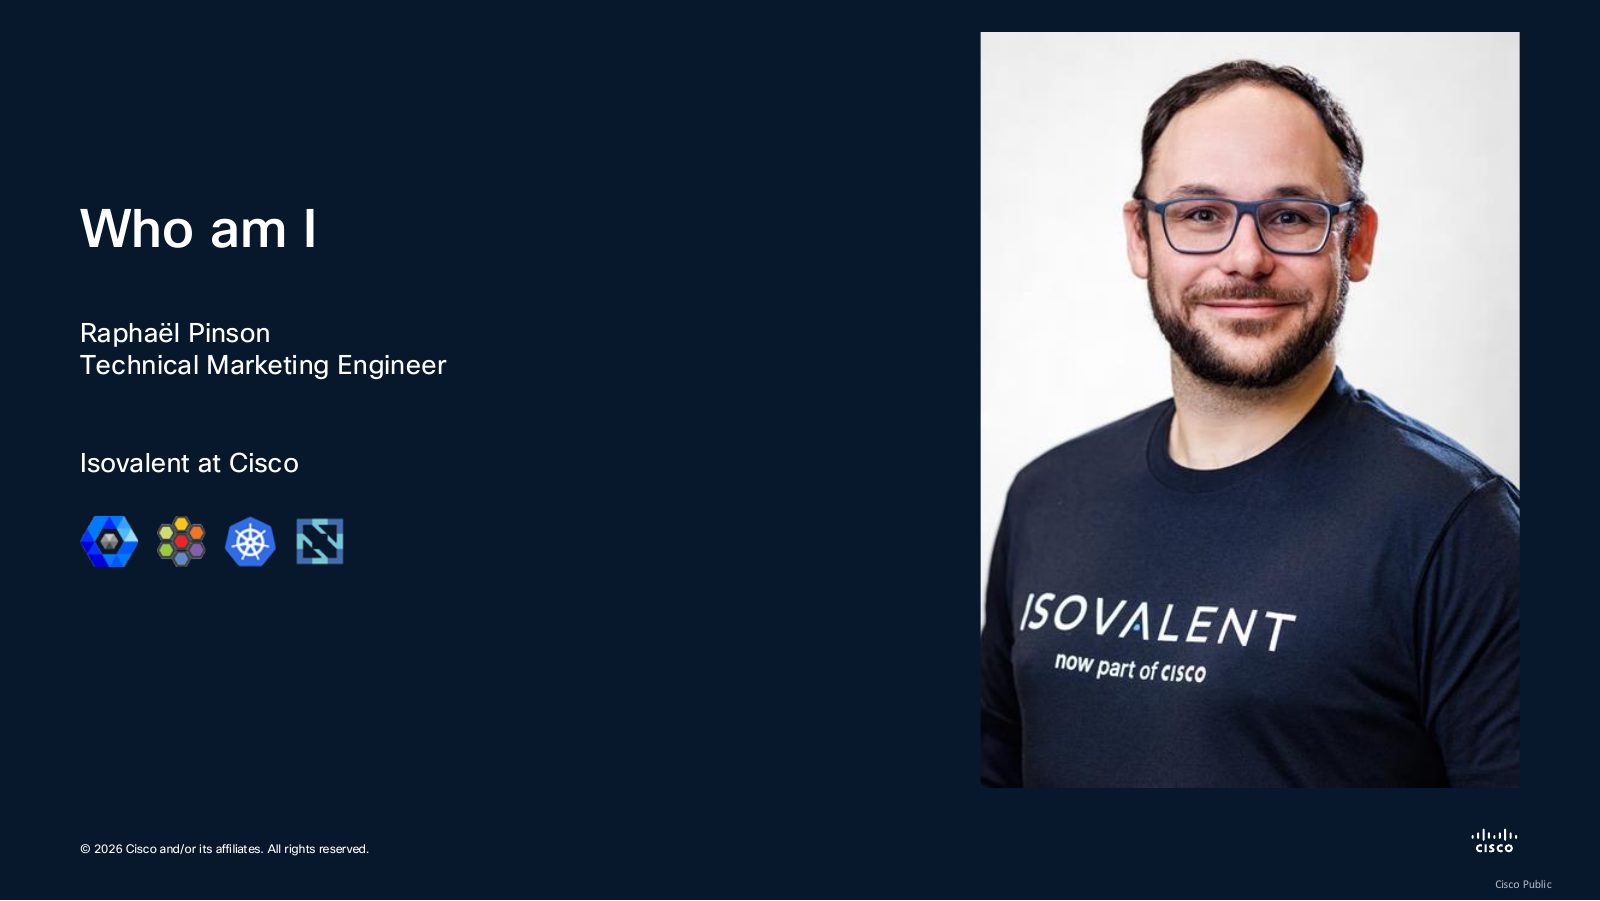 Who am I
Raphaël Pinson
Technical Marketing Engineer
Isovalent at Cisco
ISOVALENT
now part of CISCO
© 2026 Cisco and/or its affiliates. All rights reserved.
CISCO
Cisco Public